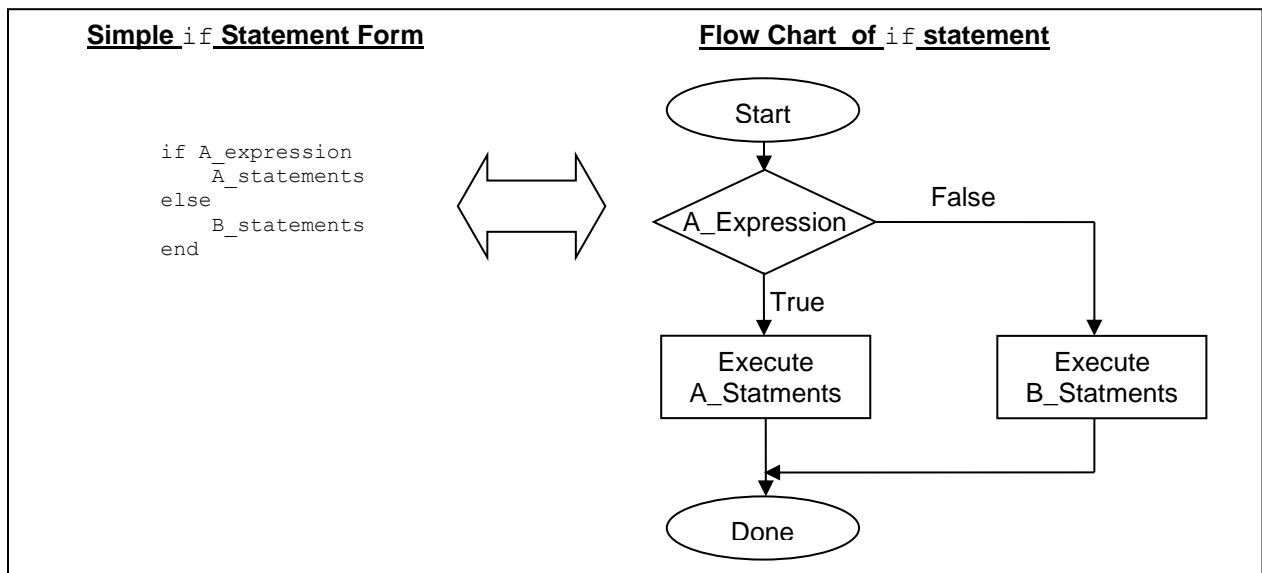 Simple if Statement Form
if A_expression
    A_statements
else
    B_statements
end
Flow Chart of if statement
Start
A_Expression
False
True
Execute
A_Statments
Execute
B_Statments
Done